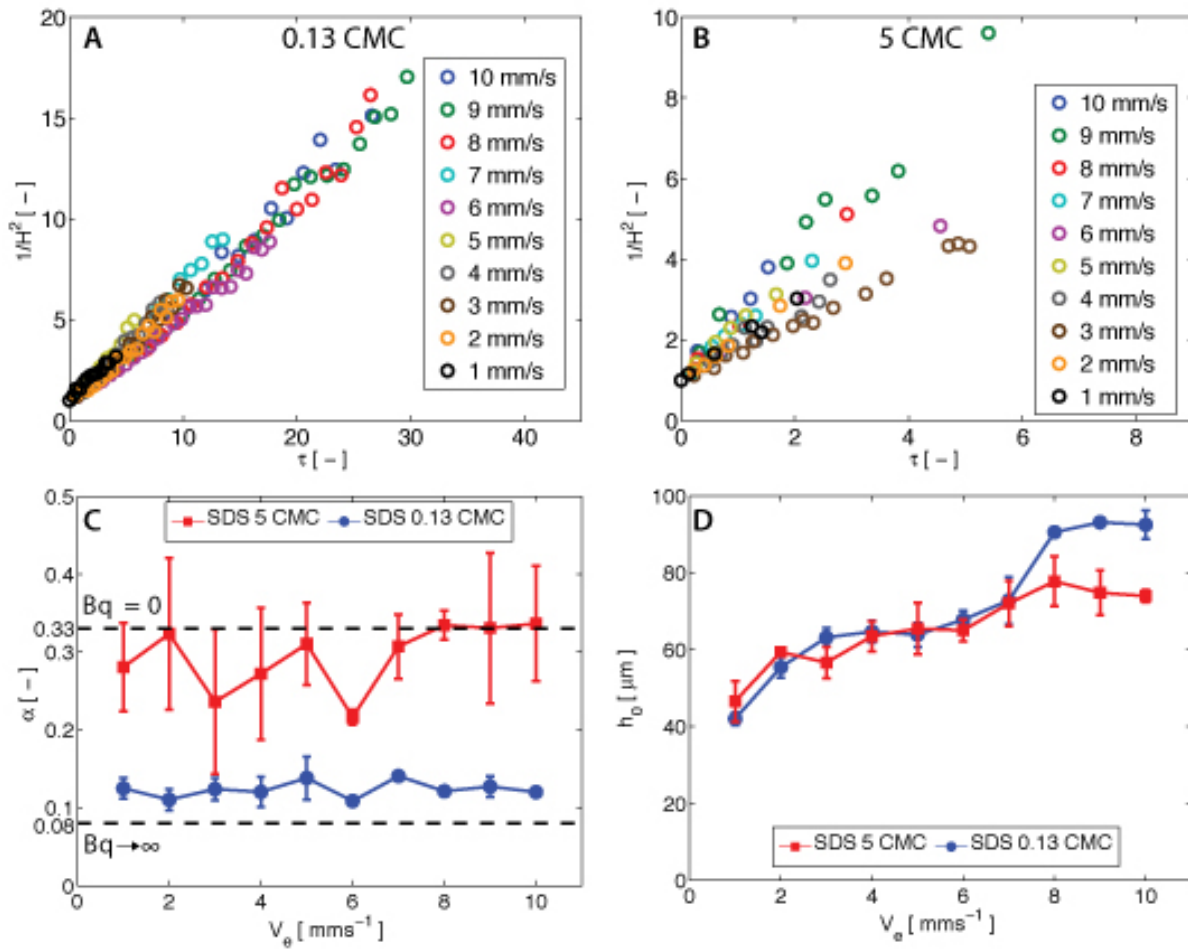 A
0.13 CMC
20
15
10
5
0
1/H² [ - ]
0
10
20
30
40
τ [ - ]
10 mm/s
9 mm/s
8 mm/s
7 mm/s
6 mm/s
5 mm/s
4 mm/s
3 mm/s
2 mm/s
1 mm/s
B
5 CMC
10
8
6
4
2
0
1/H² [ - ]
0
2
4
6
8
τ [ - ]
10 mm/s
9 mm/s
8 mm/s
7 mm/s
6 mm/s
5 mm/s
4 mm/s
3 mm/s
2 mm/s
1 mm/s
C
SDS 5 CMC
SDS 0.13 CMC
0.5
0.4
0.33
0.3
0.2
0.1
0.08
0
Bq = 0
Bq→∞
α [ - ]
0
2
4
6
8
10
Vₑ [ mms⁻¹]
D
100
80
60
40
20
0
h₀ [ μm]
SDS 5 CMC
SDS 0.13 CMC
0
2
4
6
8
10
Vₑ [ mms⁻¹]